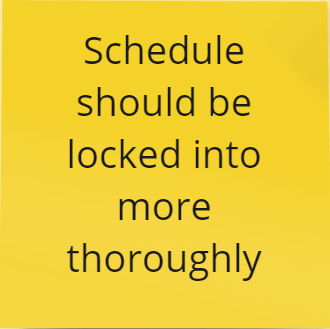 Schedule
should be
locked into
more
thoroughly